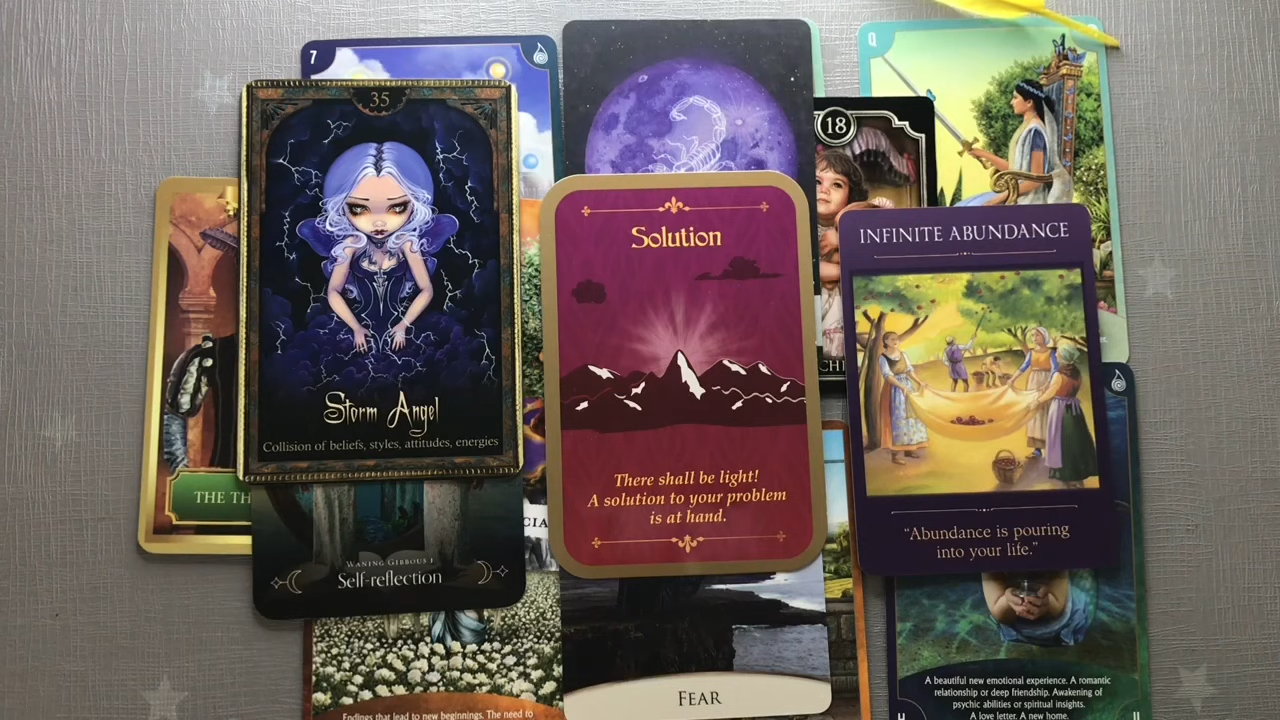 7
Q
35
18
Storm Angel
Collision of beliefs, styles, attitudes, energies
Solution
There shall be light!
A solution to your problem
is at hand.
INFINITE ABUNDANCE
"Abundance is pouring
into your life."
THE TH
WANING GIBBOUS I
Self-reflection
FEAR
Endings that lead to new beginnings. The need to
A beautiful new emotional experience. A romantic
relationship or deep friendship. Awakening of
psychic abilities or spiritual insights.
A love letter. A new home.